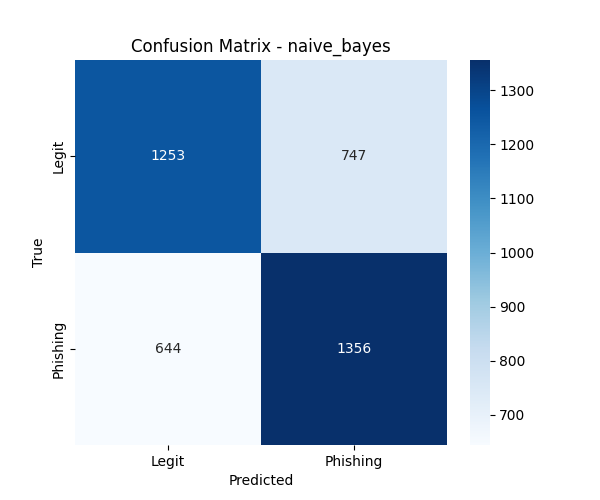 Confusion Matrix - naive_bayes
True
Legit
Phishing
1253
747
644
1356
Legit
Phishing
Predicted
1300
1200
1100
1000
900
800
700